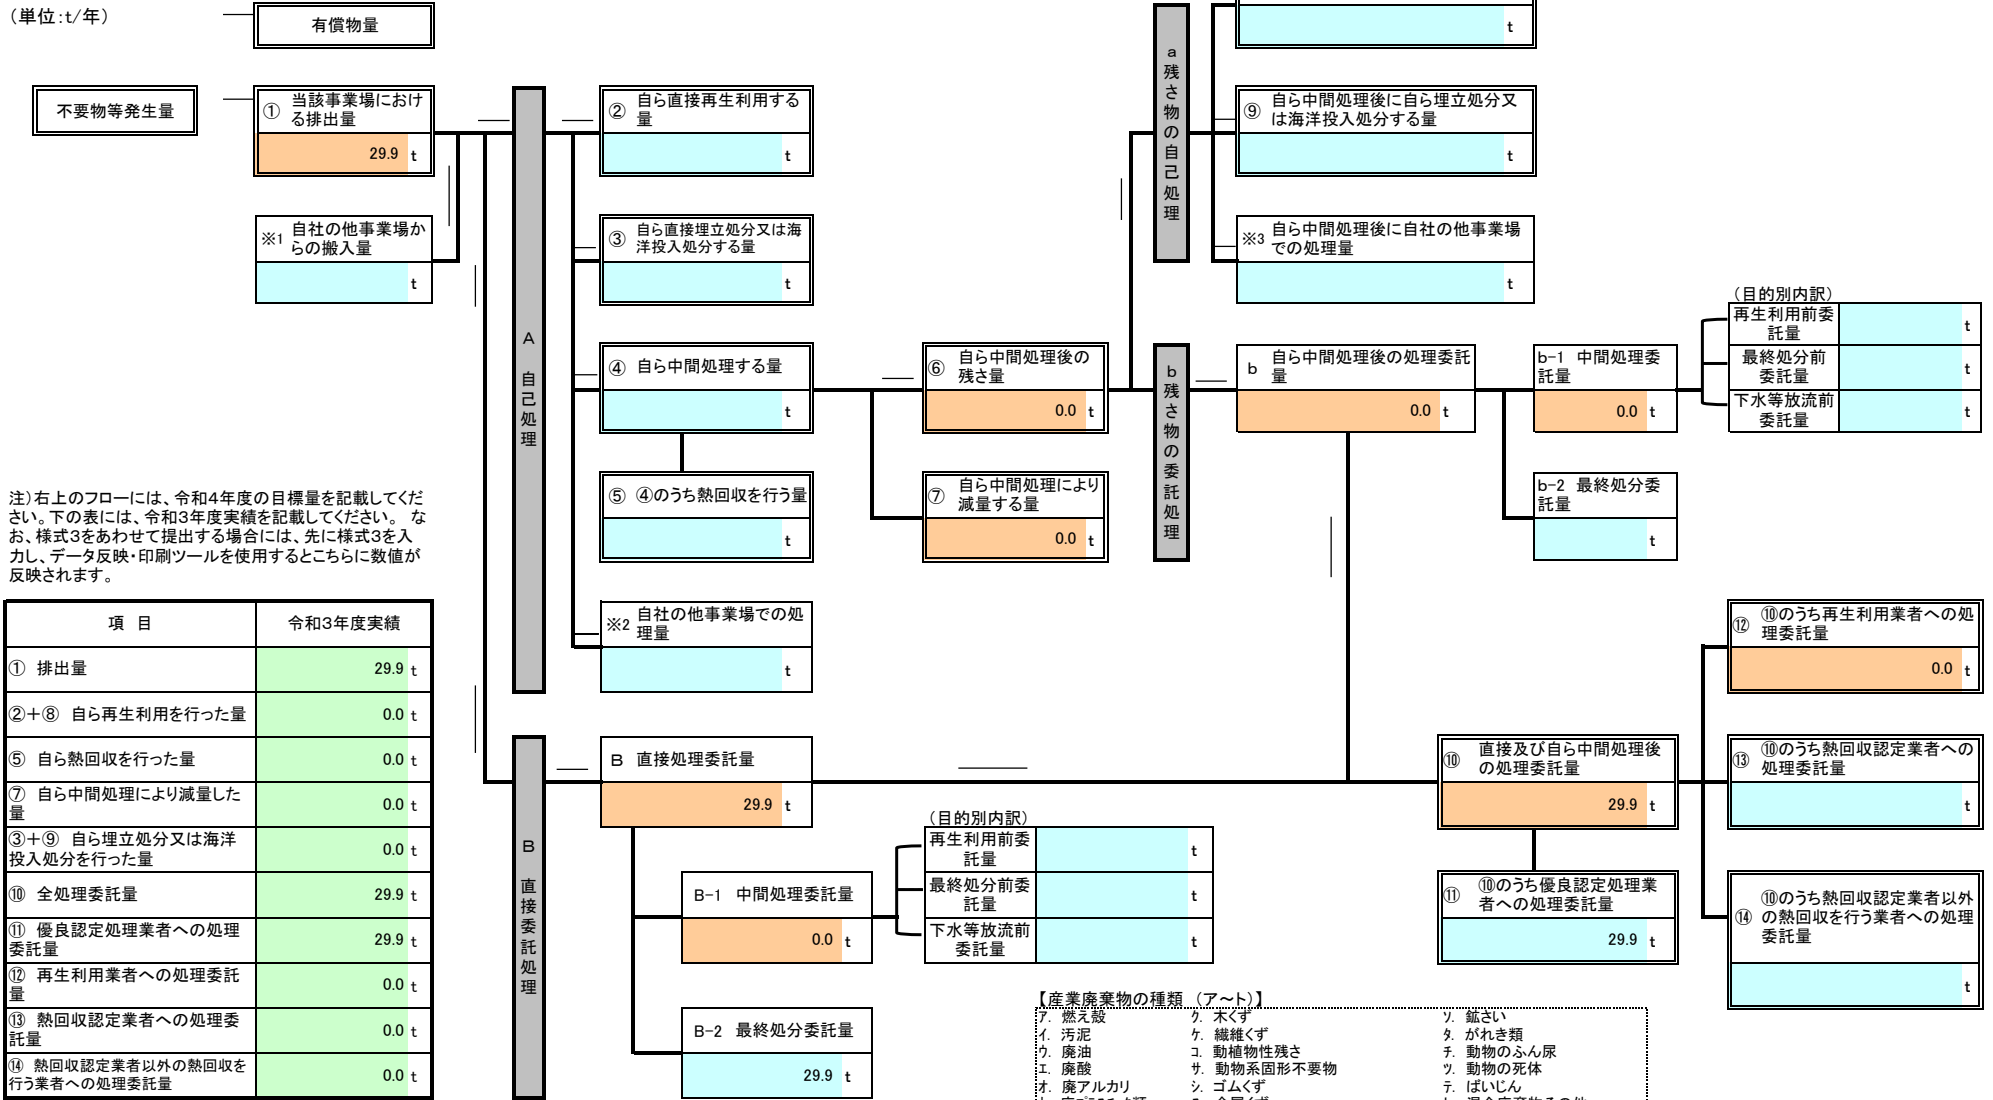 (単位:t/年)
有償物量
不要物等発生量
① 当該事業場におけ
る排出量
29.9 t
※1 自社の他事業場か
らの搬入量
t
A 自己処理
② 自ら直接再生利用する
量
t
③ 自ら直接埋立処分又は海
洋投入処分する量
t
④ 自ら中間処理する量
t
⑤ ④のうち熱回収を行う量
t
※2 自社の他事業場での処
理量
t
⑥ 自ら中間処理後の
残さ量
0.0 t
⑦ 自ら中間処理により
減量する量
0.0 t
a 残さ物の自己処理
t
⑨ 自ら中間処理後に自ら埋立処分又
は海洋投入処分する量
t
※3 自ら中間処理後に自社の他事業場
での処理量
t
b 残さ物の委託処理
b 自ら中間処理後の処理委託
量
0.0 t
b-1 中間処理委
託量
0.0 t
b-2 最終処分委
託量
t
(目的別内訳)
再生利用前委
託量
t
最終処分前
委託量
t
下水等放流前
委託量
t
注)右上のフローには、令和4年度の目標量を記載してくだ
さい。下の表には、令和3年度実績を記載してください。 な
お、様式3をあわせて提出する場合には、先に様式3を入
力し、データ反映・印刷ツールを使用するとこちらに数値が
反映されます。
項 目 令和3年度実績
① 排出量 29.9 t
②+⑧ 自ら再生利用を行った量 0.0 t
⑤ 自ら熱回収を行った量 0.0 t
⑦ 自ら中間処理により減量した
量 0.0 t
③+⑨ 自ら埋立処分又は海洋
投入処分を行った量 0.0 t
⑩ 全処理委託量 29.9 t
⑪ 優良認定処理業者への処理
委託量 29.9 t
⑫ 再生利用業者への処理委託
量 0.0 t
⑬ 熱回収認定業者への処理委
託量 0.0 t
⑭ 熱回収認定業者以外の熱回収を
行う業者への処理委託量 0.0 t
B 直接委託処理
B 直接処理委託量
29.9 t
B-1 中間処理委託量
0.0 t
B-2 最終処分委託量
29.9 t
(目的別内訳)
再生利用前委
託量
t
最終処分前委
託量
t
下水等放流前
委託量
t
⑩ 直接及び自ら中間処理後
の処理委託量
29.9 t
⑪ ⑩のうち優良認定処理業
者への処理委託量
29.9 t
⑫ ⑩のうち再生利用業者への処
理委託量
0.0 t
⑬ ⑩のうち熱回収認定業者への
処理委託量
t
⑭ ⑩のうち熱回収認定業者以外
の熱回収を行う業者への処理
委託量
t
【産業廃棄物の種類 (ア~ト)】
ア. 燃え殻 ク. 木くず ソ. 鉱さい
イ. 汚泥 ケ. 繊維くず タ. がれき類
ウ. 廃油 コ. 動植物性残さ チ. 動物のふん尿
エ. 廃酸 サ. 動物系固形不要物 ツ. 動物の死体
オ. 廃アルカリ シ. ゴムくず テ. ばいじん